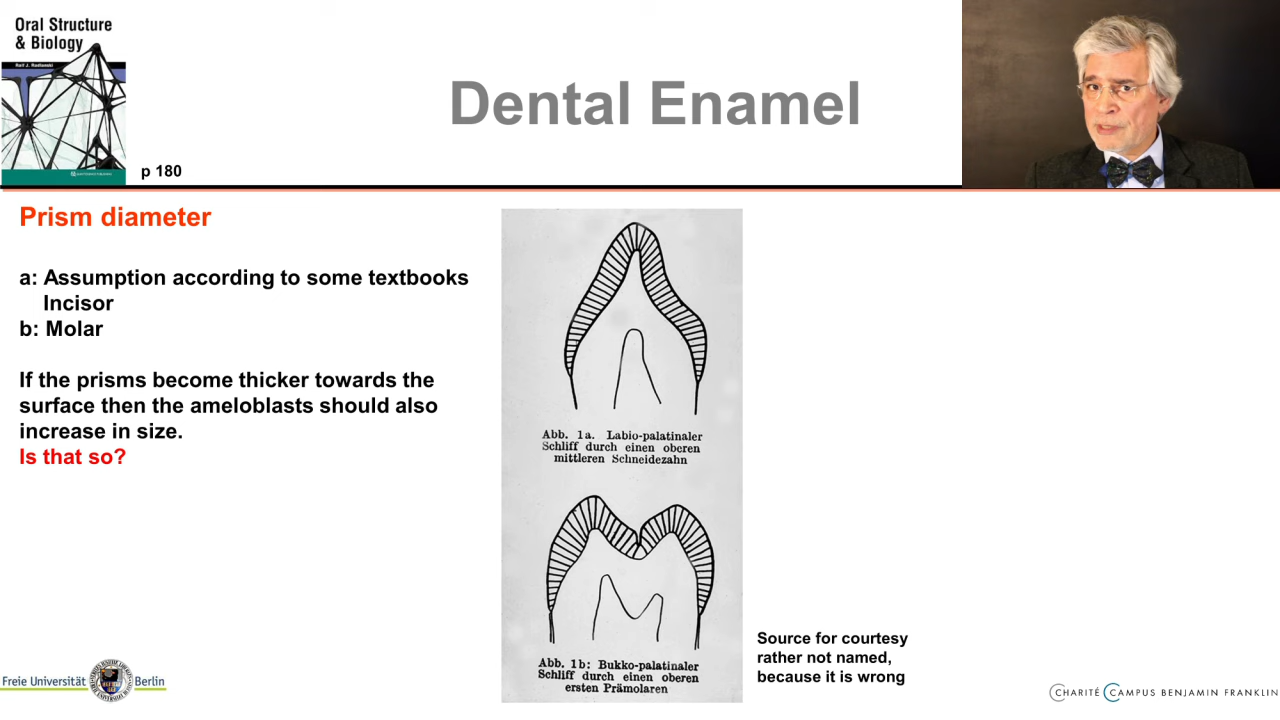 Oral Structure
& Biology
Ralf J. Radlanski
p 180
Dental Enamel
Prism diameter
a: Assumption according to some textbooks
Incisor
b: Molar
If the prisms become thicker towards the
surface then the ameloblasts should also
increase in size.
Is that so?
Abb. 1a. Labio-palatinaler
Schliff durch einen oberen
mittleren Schneidezahn
Abb. 1b: Bukko-palatinaler
Schliff durch einen oberen
ersten Prämolaren
Source for courtesy
rather not named,
because it is wrong
Freie Universität Berlin
CHARITÉ CAMPUS BENJAMIN FRANKLIN